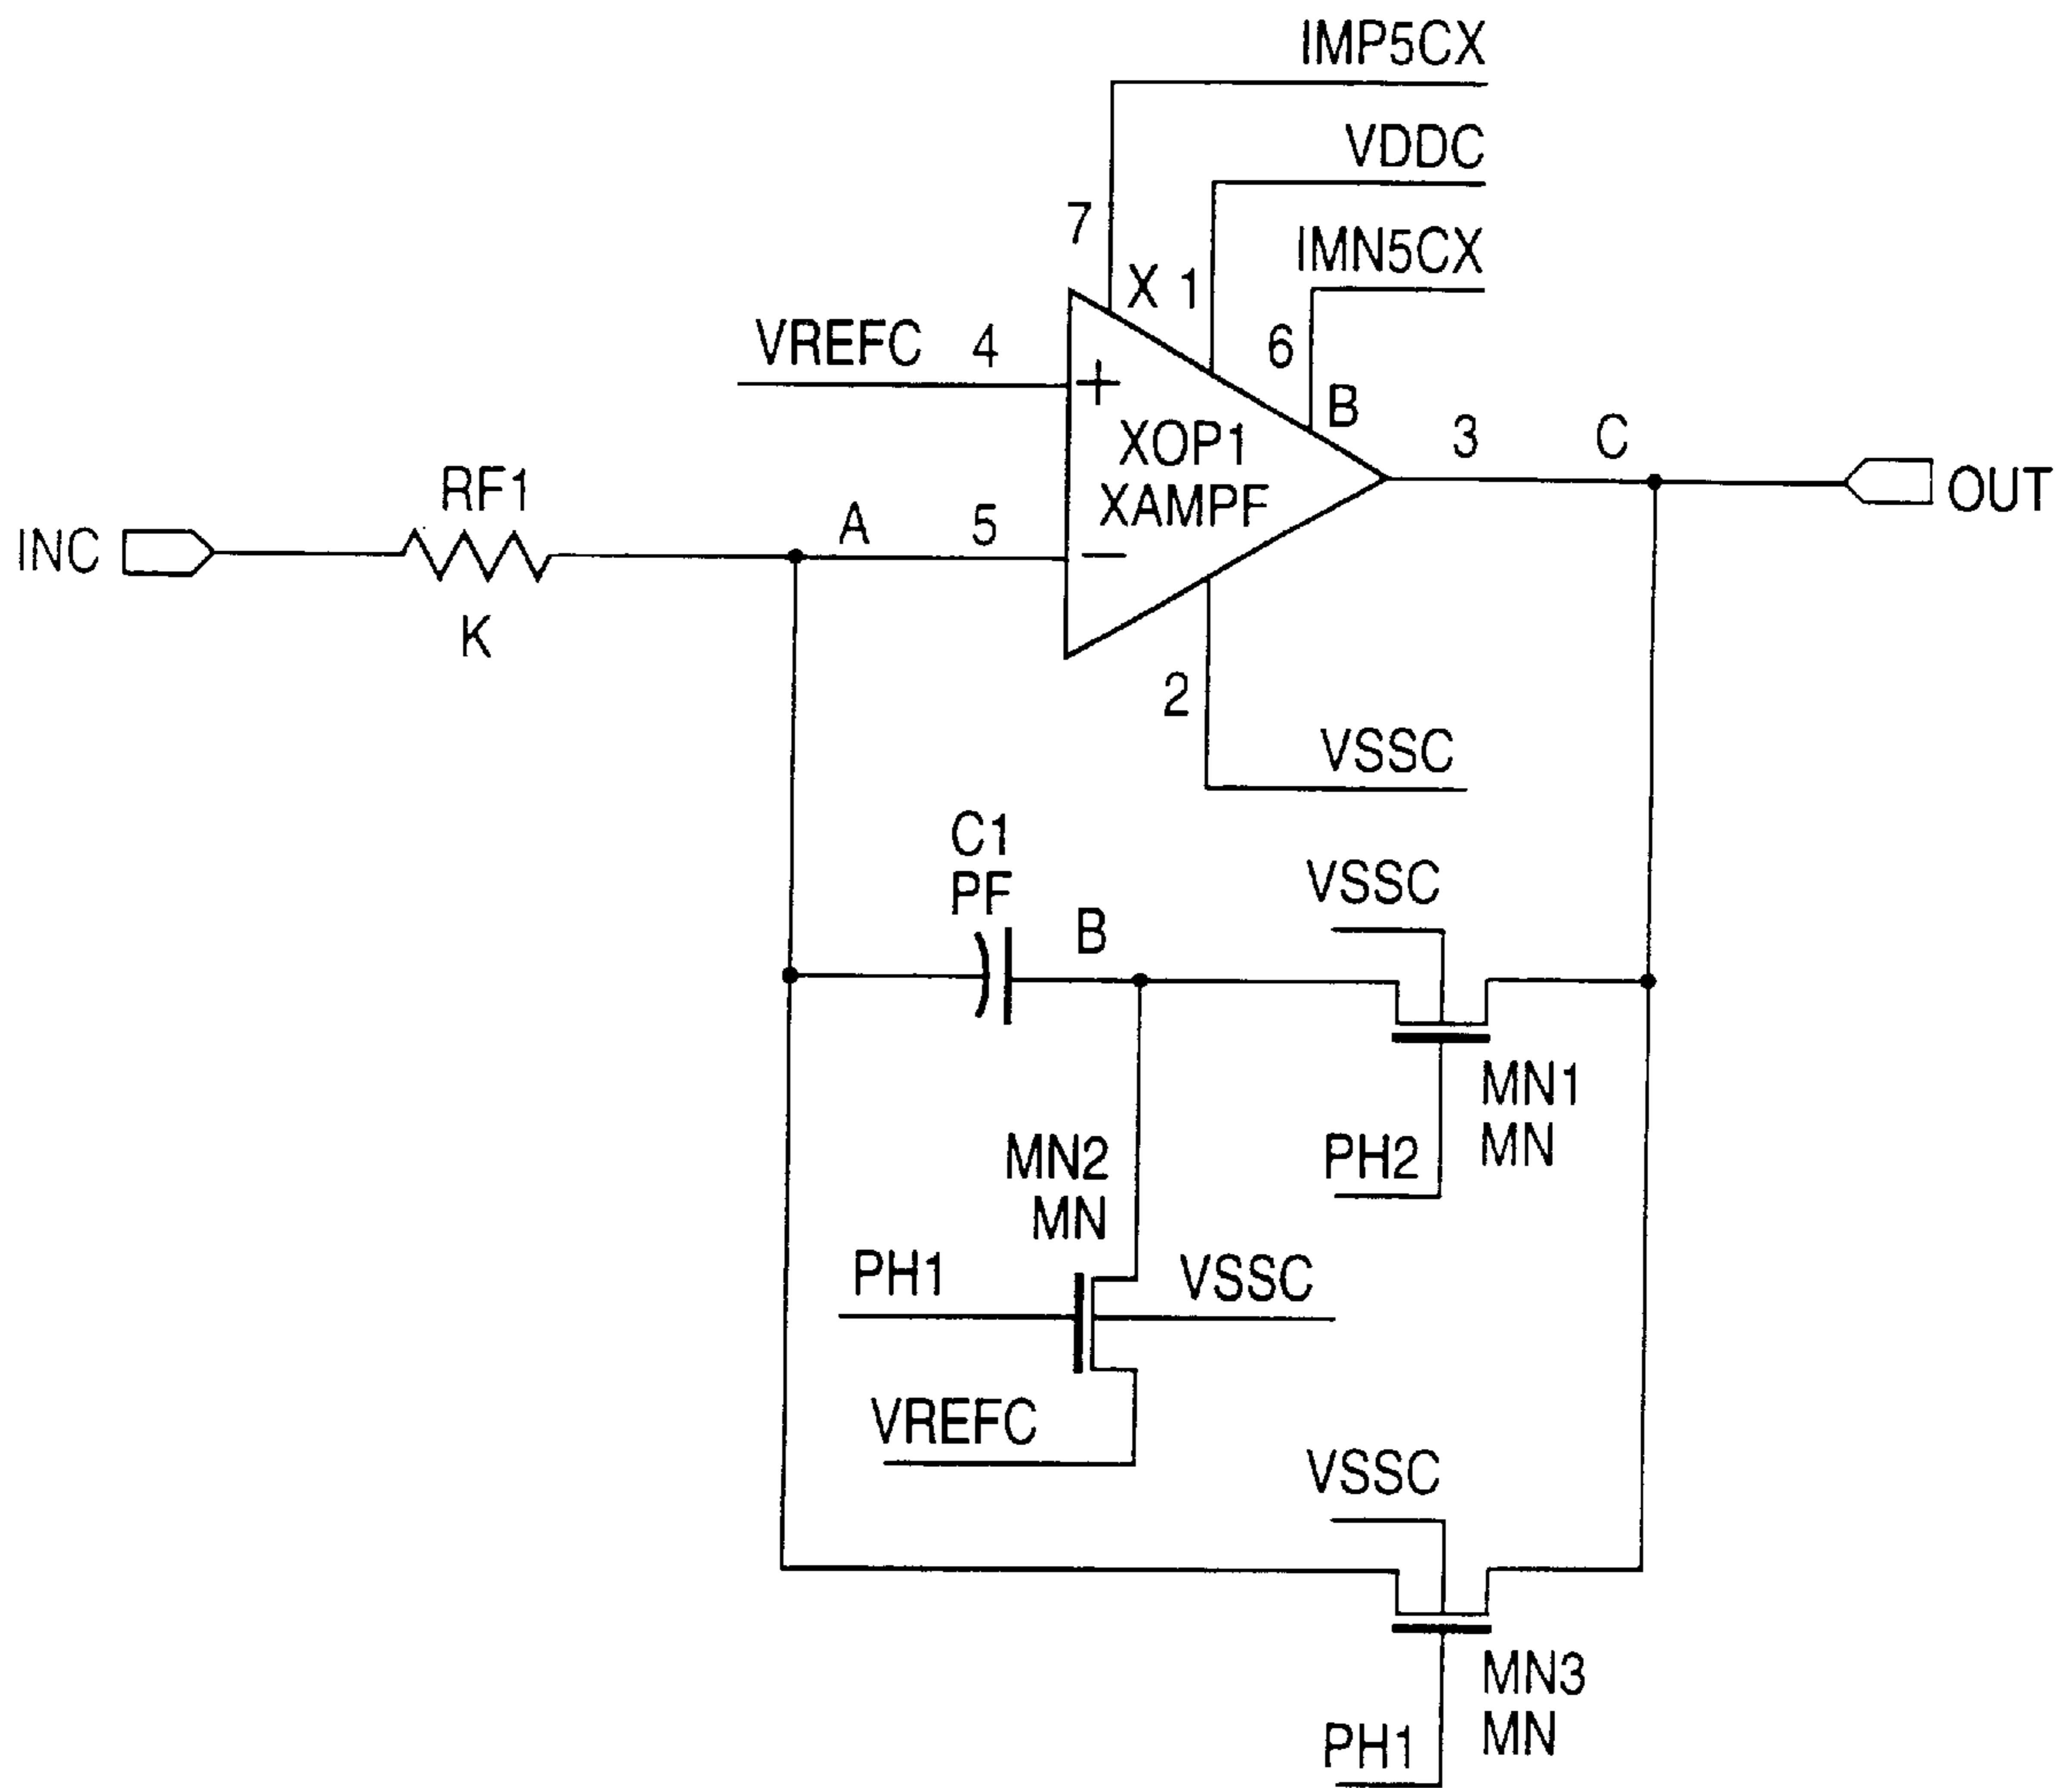 IMP5CX
VDDC
7
IMN5CX
X 1
VREFC 4
6
+
B
XOP1
3 C
RF1
XAMPF
OUT
A 5
INC
−
K
2
VSSC
C1
PF
VSSC
B
MN1
MN
MN2
MN
PH2
PH1
VSSC
VREFC
VSSC
MN3
MN
PH1